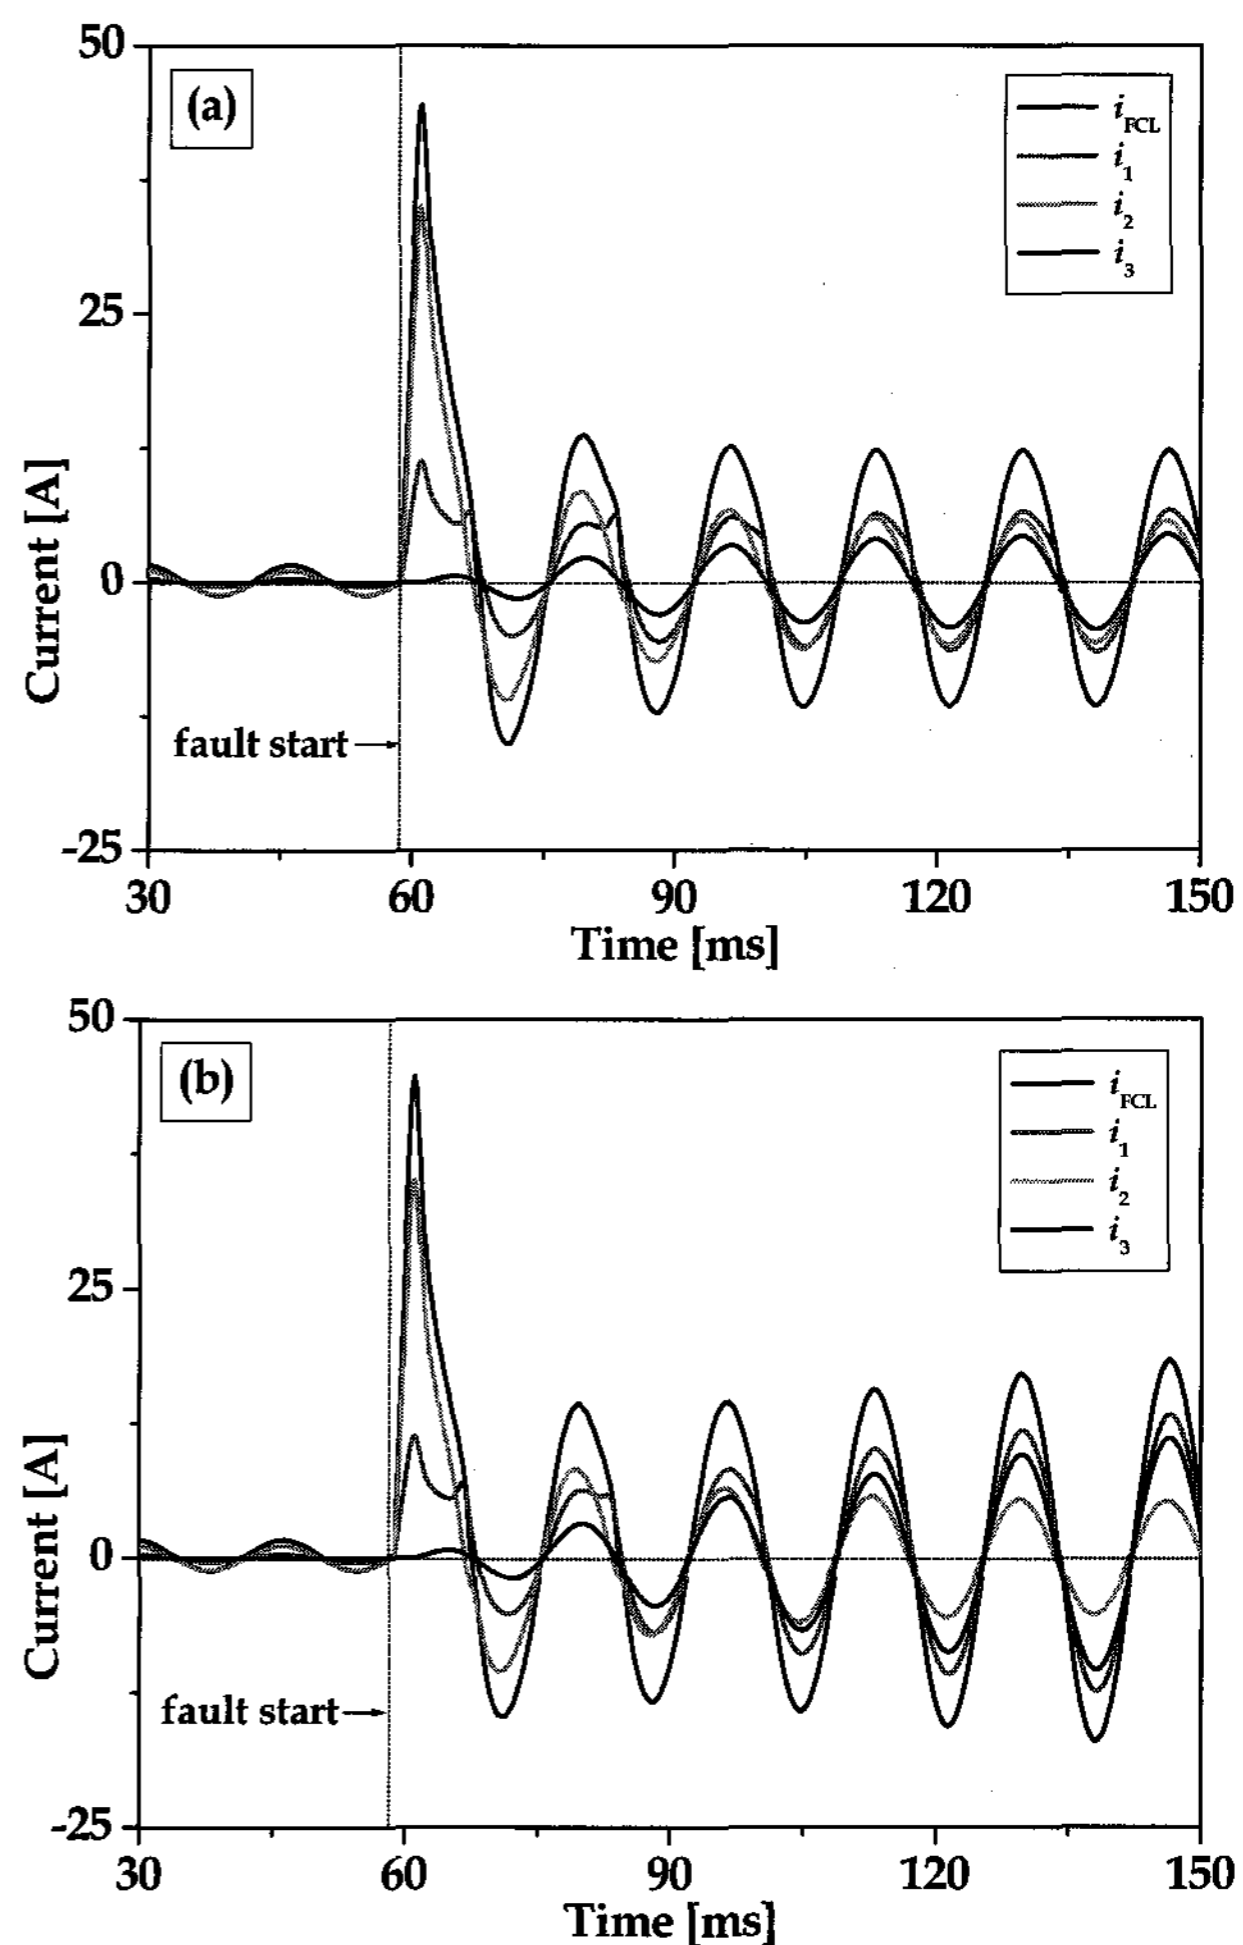 50
(a)
i_FCL
i_1
i_2
i_3
25
0
Current [A]
fault start
-25
30 60 90 120 150
Time [ms]
50
(b)
i_FCL
i_1
i_2
i_3
25
0
Current [A]
fault start
-25
30 60 90 120 150
Time [ms]